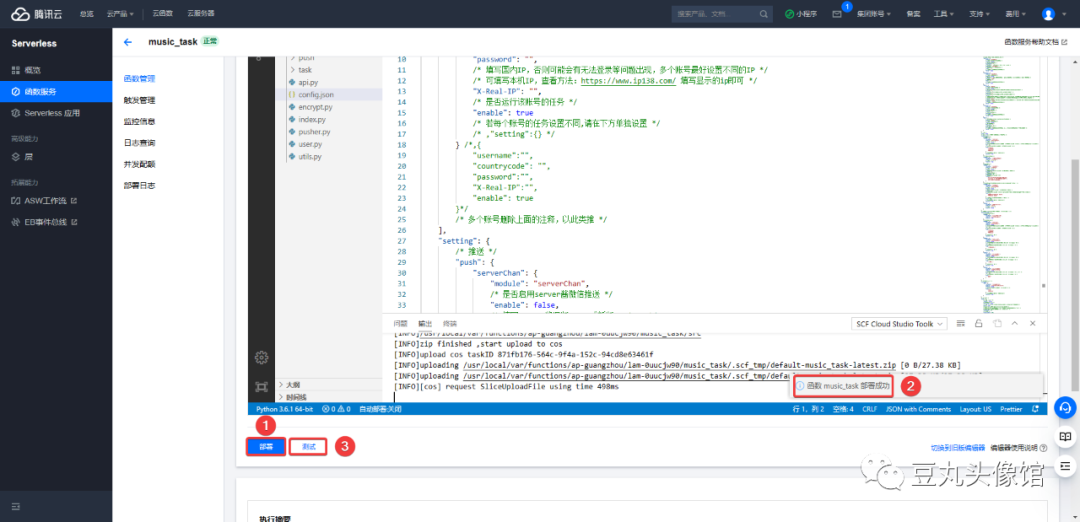 腾讯云 总览 云产品 云函数 云服务器 搜索产品、文档... 小程序 1 集团账号 备案 工具 支持 费用
Serverless
概览
函数服务
Serverless 应用
高级能力
层
拓展能力
ASW工作流
EB事件总线
music_task 正常 函数服务帮助文档
函数管理
触发管理
监控信息
日志查询
并发配额
部署日志
push
task
api.py
config.json
encrypt.py
index.py
pusher.py
user.py
utils.py
大纲
时间线
10 "password": "",
11 /* 填写国内IP，否则可能会有无法登录等问题出现，多个账号最好设置不同的IP */
12 /* 可填写本机IP，查看方法: https://www.ip138.com/ 填写显示的ip即可 */
13 "X-Real-IP": "",
14 /* 是否运行该账号的任务 */
15 "enable": true
16 /* 若每个账号的任务设置不同,请在下方单独设置 */
17 /* ,"setting":{} */
18 } /*,{
19 "username":"",
20 "countrycode": "",
21 "password":"",
22 "X-Real-IP":"",
23 "enable": true
24 }*/
25 /* 多个账号删除上面的注释，以此类推 */
26 ],
27 "setting": {
28 /* 推送 */
29 "push": {
30 "serverChan": {
31 "module": "serverChan",
32 /* 是否启用server酱微信推送 */
33 "enable": false,
问题 输出 终端 SCF Cloud Studio Toolk
[INFO]/usr/local/var/functions/ap-guangzhou/lam-0uucjw90/music_task/src
[INFO]zip finished ,start upload to cos
[INFO]upload cos taskID 871fb176-564c-9f4a-152c-94cd8e63461f
[INFO]uploading /usr/local/var/functions/ap-guangzhou/lam-0uucjw90/music_task/.scf_tmp/default-music_task-latest.zip [0 B/27.38 KB]
[INFO]uploading /usr/local/var/functions/ap-guangzhou/lam-0uucjw90/music_task/.scf_tmp/defau
[INFO][cos] request SliceUploadFile using time 498ms
函数 music_task 部署成功 2
Python 3.6.1 64-bit 0 0 自动部署:关闭 行 1，列 2 空格: 4 CRLF JSON with Comments Layout: US Prettier
1
部署 测试 3
切换到旧版编辑器 编辑器使用说明
豆丸头像馆
执行摘要